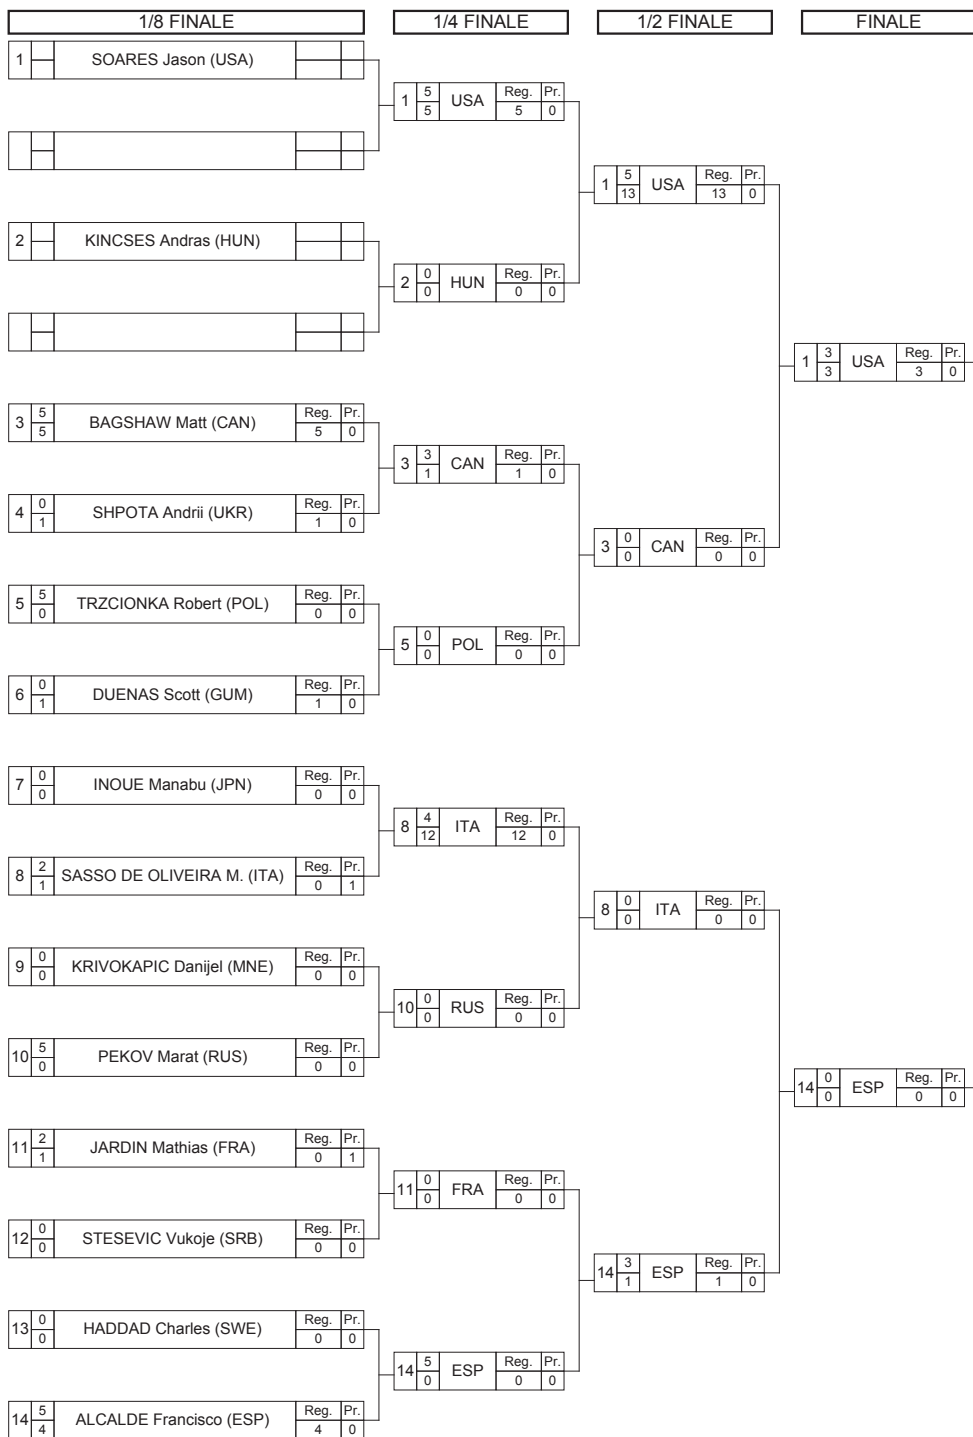 1/8 FINALE 1/4 FINALE 1/2 FINALE FINALE
1 SOARES Jason (USA)
1 5 5 USA Reg. 5 Pr. 0
1 5 13 USA Reg. 13 Pr. 0
2 KINCSES Andras (HUN)
2 0 0 HUN Reg. 0 Pr. 0
1 3 3 USA Reg. 3 Pr. 0
3 5 5 BAGSHAW Matt (CAN) Reg. 5 Pr. 0
3 3 1 CAN Reg. 1 Pr. 0
4 0 1 SHPOTA Andrii (UKR) Reg. 1 Pr. 0
3 0 0 CAN Reg. 0 Pr. 0
5 5 0 TRZCIONKA Robert (POL) Reg. 0 Pr. 0
5 0 0 POL Reg. 0 Pr. 0
6 0 1 DUENAS Scott (GUM) Reg. 1 Pr. 0
7 0 0 INOUE Manabu (JPN) Reg. 0 Pr. 0
8 4 12 ITA Reg. 12 Pr. 0
8 2 1 SASSO DE OLIVEIRA M. (ITA) Reg. 0 Pr. 1
8 0 0 ITA Reg. 0 Pr. 0
9 0 0 KRIVOKAPIC Danijel (MNE) Reg. 0 Pr. 0
10 0 0 RUS Reg. 0 Pr. 0
10 5 0 PEKOV Marat (RUS) Reg. 0 Pr. 0
14 0 0 ESP Reg. 0 Pr. 0
11 2 1 JARDIN Mathias (FRA) Reg. 0 Pr. 1
11 0 0 FRA Reg. 0 Pr. 0
12 0 0 STESEVIC Vukoje (SRB) Reg. 0 Pr. 0
14 3 1 ESP Reg. 1 Pr. 0
13 0 0 HADDAD Charles (SWE) Reg. 0 Pr. 0
14 5 0 ESP Reg. 0 Pr. 0
14 5 4 ALCALDE Francisco (ESP) Reg. 4 Pr. 0